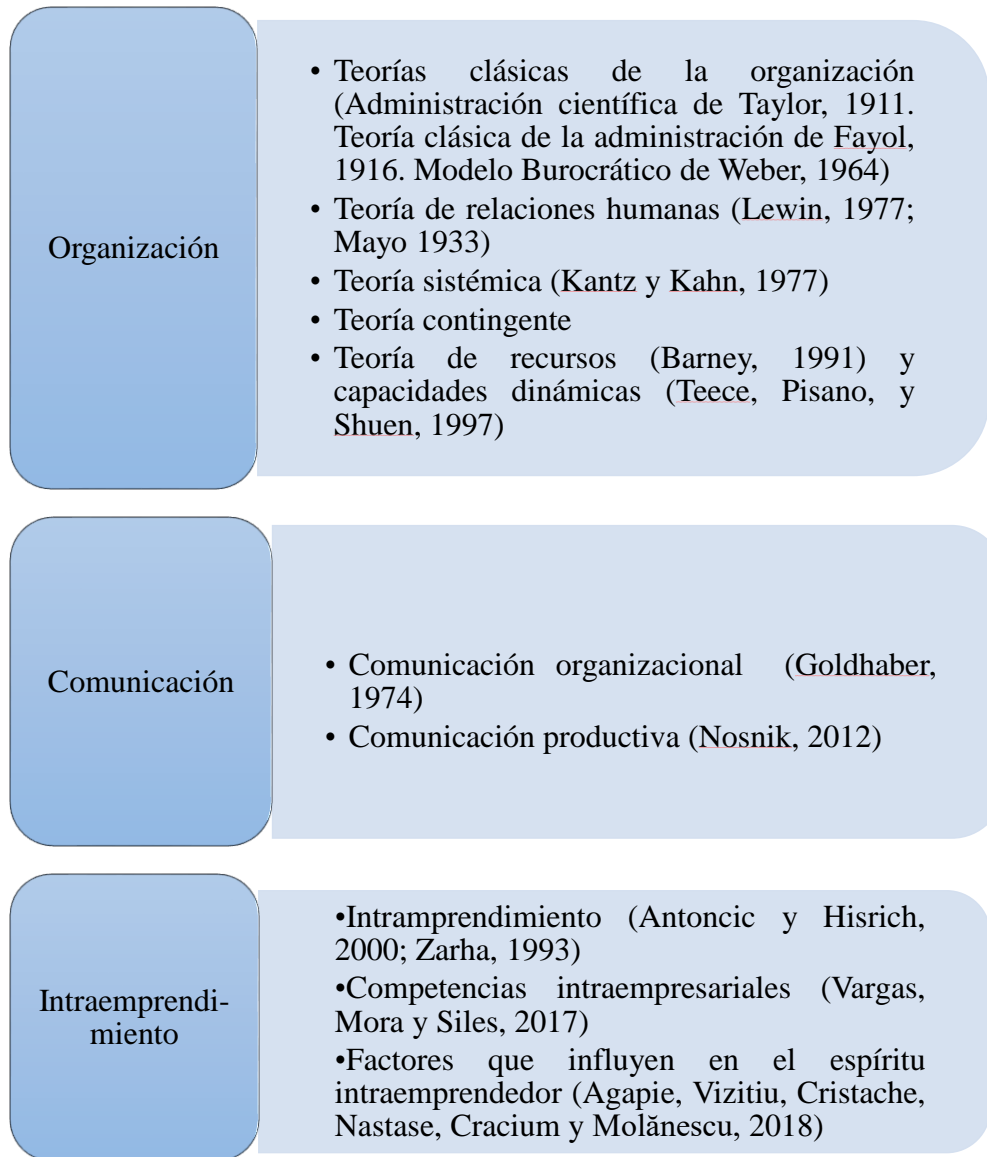 Organización
• Teorías clásicas de la organización
(Administración científica de Taylor, 1911.
Teoría clásica de la administración de Fayol,
1916. Modelo Burocrático de Weber, 1964)
• Teoría de relaciones humanas (Lewin, 1977;
Mayo 1933)
• Teoría sistémica (Kantz y Kahn, 1977)
• Teoría contingente
• Teoría de recursos (Barney, 1991) y
capacidades dinámicas (Teece, Pisano, y
Shuen, 1997)
Comunicación
• Comunicación organizacional (Goldhaber,
1974)
• Comunicación productiva (Nosnik, 2012)
Intraemprendi-
miento
•Intramprendimiento (Antoncic y Hisrich,
2000; Zarha, 1993)
•Competencias intraempresariales (Vargas,
Mora y Siles, 2017)
•Factores que influyen en el espíritu
intraemprendedor (Agapie, Vizitiu, Cristache,
Nastase, Cracium y Molănescu, 2018)